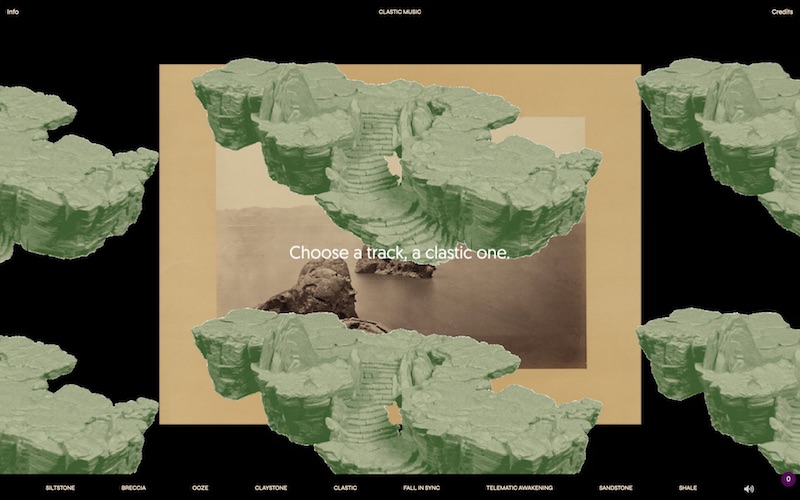 Info
CLASTIC MUSIC
Credits
Choose a track, a clastic one.
SILTSTONE
BRECCIA
OOZE
CLAYSTONE
CLASTIC
FALL IN SYNC
TELEMATIC AWAKENING
SANDSTONE
SHALE
0